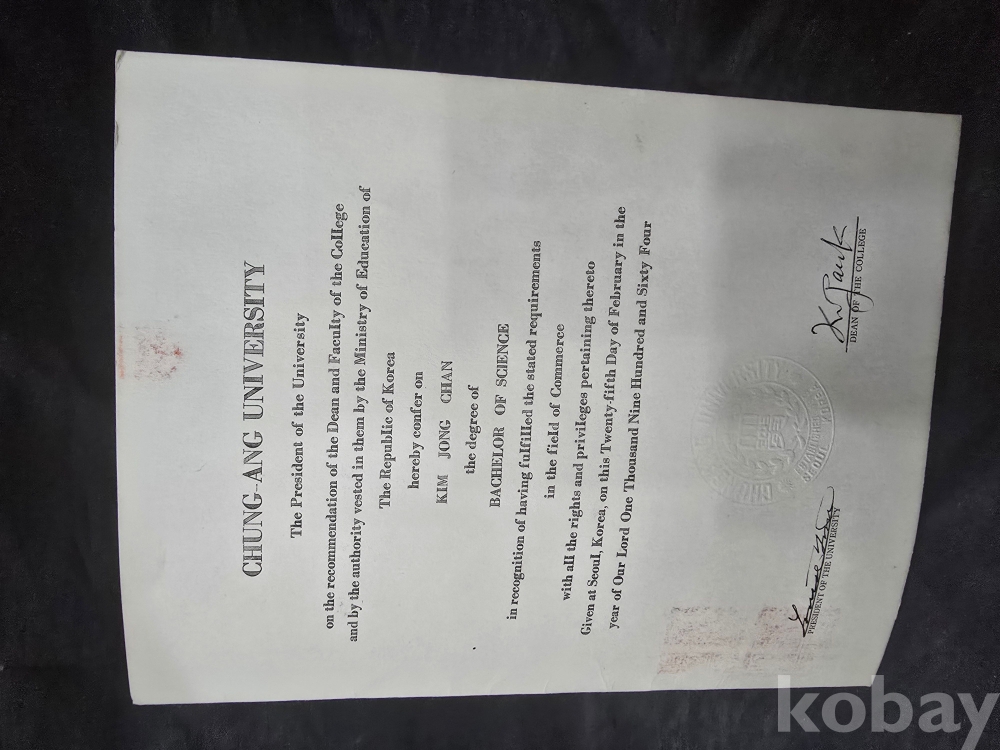 CHUNG-ANG UNIVERSITY
The President of the University
on the recommendation of the Dean and Faculty of the College
and by the authority vested in them by the Ministry of Education of
The Republic of Korea
hereby confer on
KIM JONG CHAN
the degree of
BACHELOR OF SCIENCE
in recognition of having fulfilled the stated requirements
in the field of Commerce
with all the rights and privileges pertaining thereto
Given at Seoul, Korea, on this Twenty-fifth Day of February in the
year of Our Lord One Thousand Nine Hundred and Sixty Four
PRESIDENT OF THE UNIVERSITY
DEAN OF THE COLLEGE
kobay